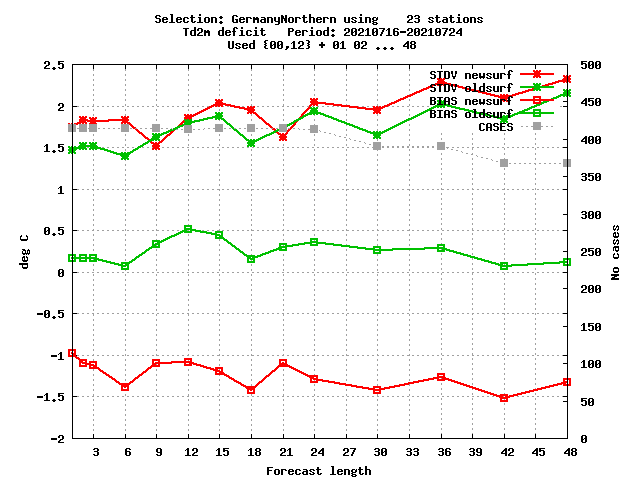 Selection: GermanyNorthern using    23 stations
Td2m deficit   Period: 20210716-20210724
Used {00,12} + 01 02 ... 48
2.5
2
1.5
1
0.5
0
-0.5
-1
-1.5
-2
deg C
STDV newsurf
STDV oldsurf
BIAS newsurf
BIAS oldsurf
CASES
500
450
400
350
300
250
200
150
100
50
0
No cases
3 6 9 12 15 18 21 24 27 30 33 36 39 42 45 48
Forecast length